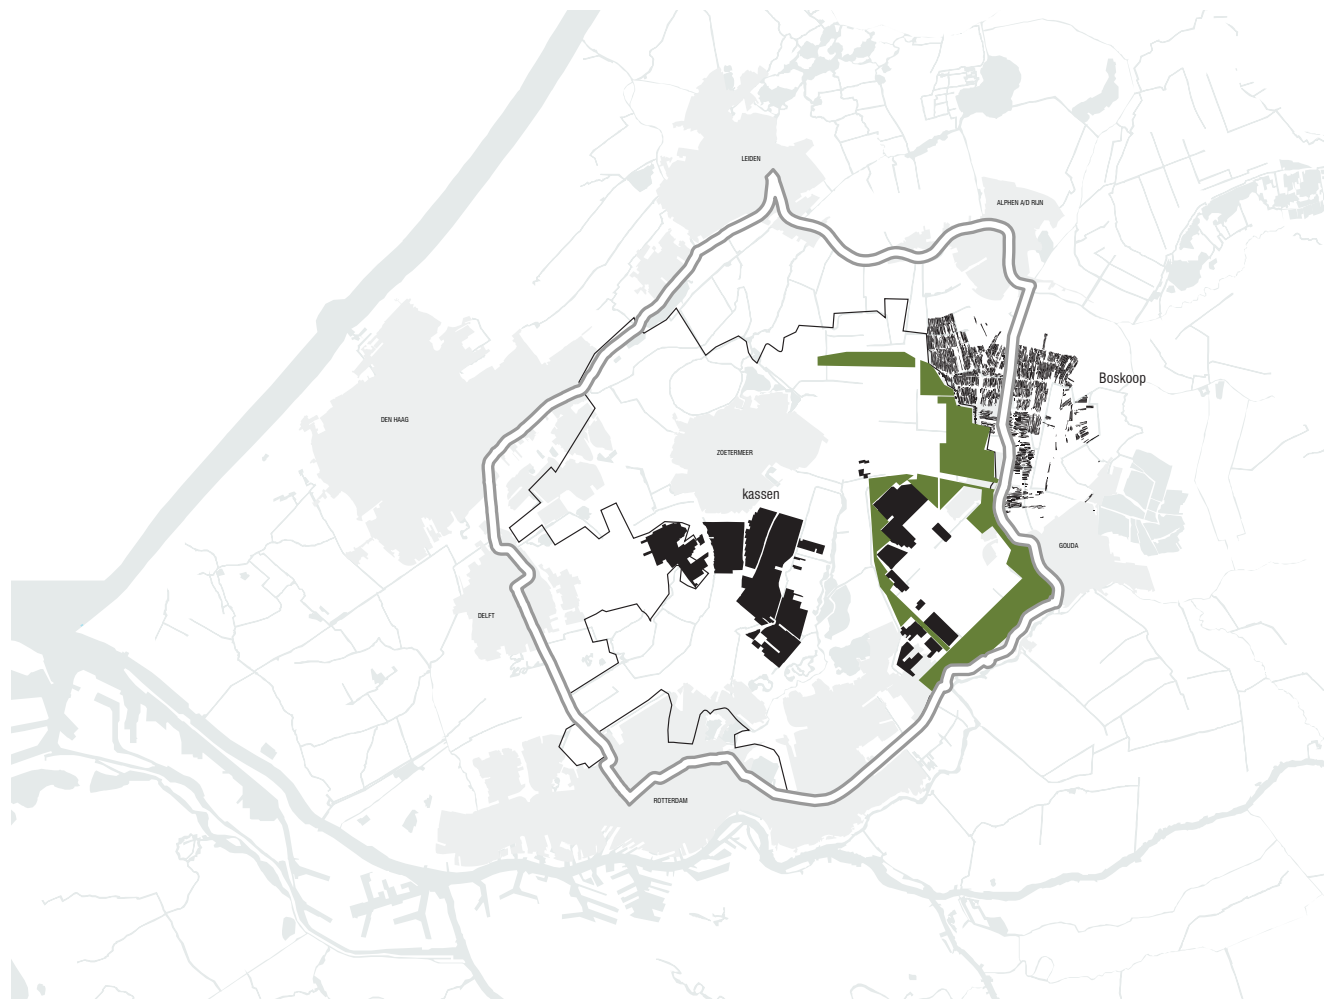 LEIDEN
ALPHEN A/D RIJN
Boskoop
DEN HAAG
ZOETERMEER
kassen
GOUDA
DELFT
ROTTERDAM